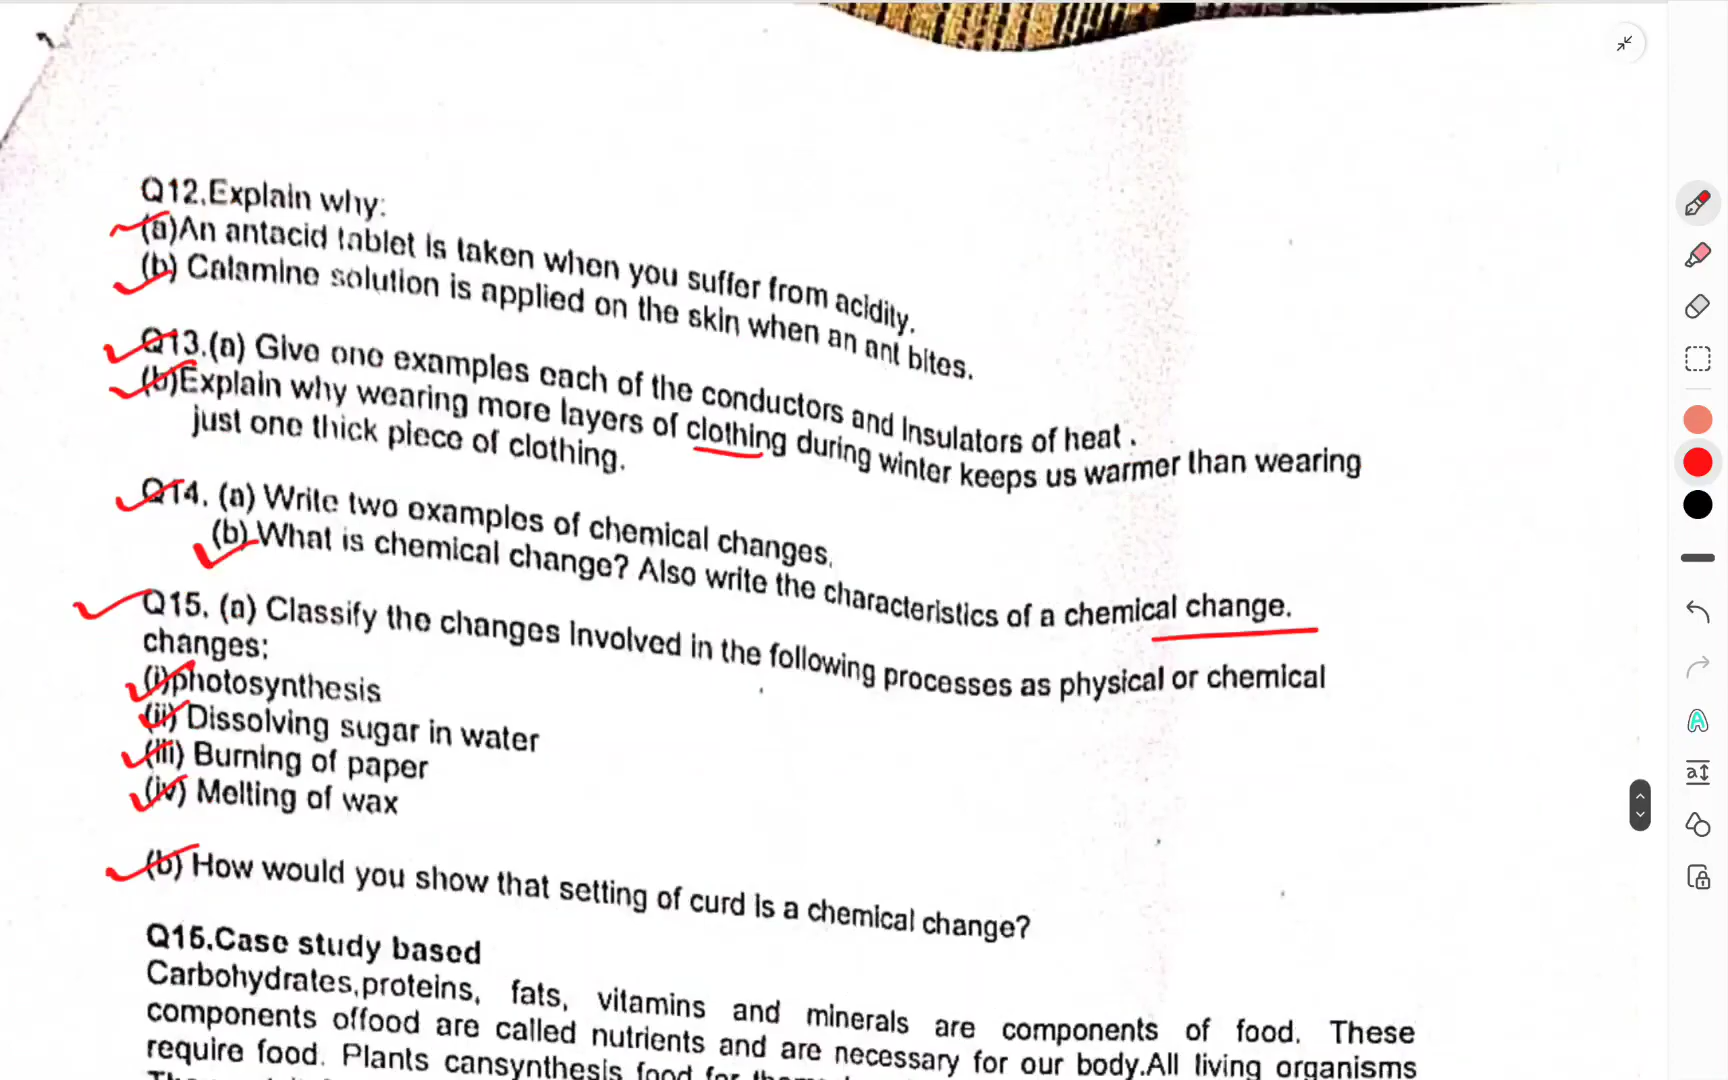 Q12.Explain why:
(a)An antacid tablet is taken when you suffer from acidity.
(b) Calamine solution is applied on the skin when an ant bites.
Q13.(a) Give one examples each of the conductors and insulators of heat .
(b)Explain why wearing more layers of clothing during winter keeps us warmer than wearing
just one thick piece of clothing.
Q14. (a) Write two examples of chemical changes.
(b) What is chemical change? Also write the characteristics of a chemical change.
Q15. (a) Classify the changes involved in the following processes as physical or chemical
changes:
(i)photosynthesis
(ii) Dissolving sugar in water
(iii) Burning of paper
(iv) Melting of wax
(b) How would you show that setting of curd is a chemical change?
Q16.Case study based
Carbohydrates,proteins, fats, vitamins and minerals are components of food. These
components offood are called nutrients and are necessary for our body.All living organisms
require food. Plants cansynthesis food for